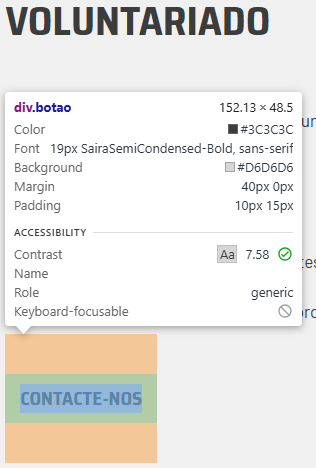 VOLUNTARIADO
div.botao 152.13 × 48.5
Color #3C3C3C
Font 19px SairaSemiCondensed-Bold, sans-serif
Background #D6D6D6
Margin 40px 0px
Padding 10px 15px
ACCESSIBILITY
Contrast Aa 7.58
Name
Role generic
Keyboard-focusable
CONTACTE-NOS